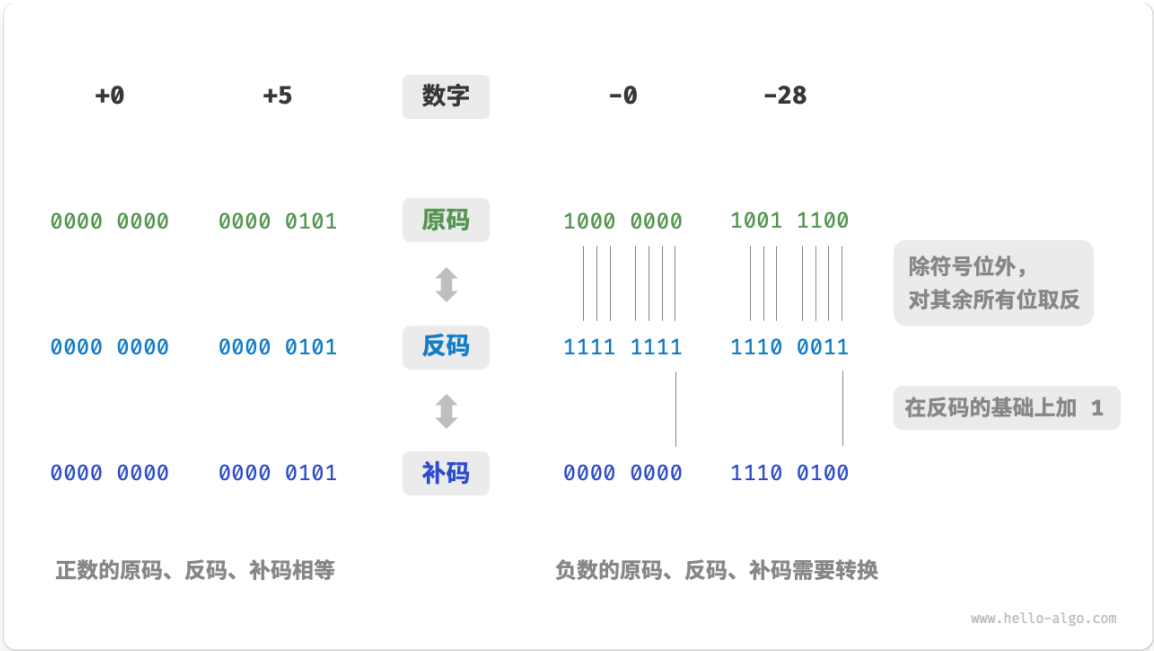 +0 +5 数字 -0 -28
0000 0000 0000 0101 原码 1000 0000 1001 1100
除符号位外，
对其余所有位取反
0000 0000 0000 0101 反码 1111 1111 1110 0011
在反码的基础上加 1
0000 0000 0000 0101 补码 0000 0000 1110 0100
正数的原码、反码、补码相等 负数的原码、反码、补码需要转换
www.hello-algo.com